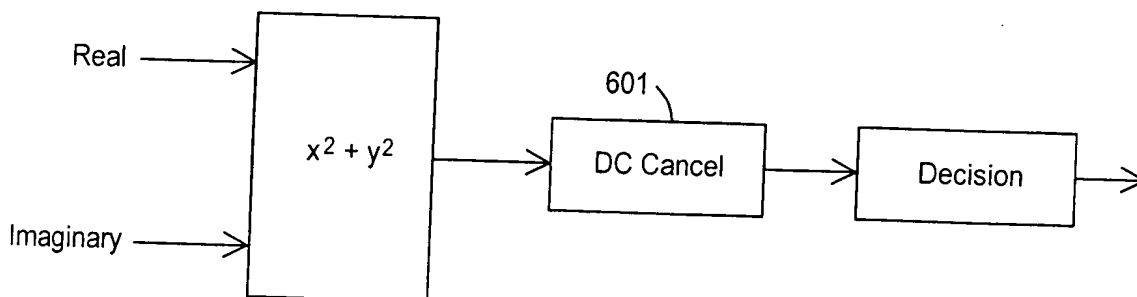 Real
601
x² + y²
DC Cancel
Decision
Imaginary